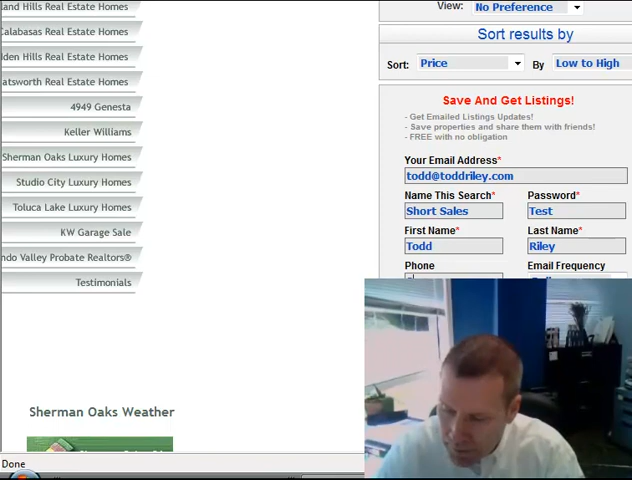 land Hills Real Estate Homes
Calabasas Real Estate Homes
dden Hills Real Estate Homes
atsworth Real Estate Homes
4949 Genesta
Keller Williams
Sherman Oaks Luxury Homes
Studio City Luxury Homes
Toluca Lake Luxury Homes
KW Garage Sale
ndo Valley Probate Realtors®
Testimonials
Sherman Oaks Weather
Done
View: No Preference
Sort results by
Sort: Price By Low to High
Save And Get Listings!
- Get Emailed Listings Updates!
- Save properties and share them with friends!
- FREE with no obligation
Your Email Address*
todd@toddriley.com
Name This Search* Password*
Short Sales Test
First Name* Last Name*
Todd Riley
Phone Email Frequency